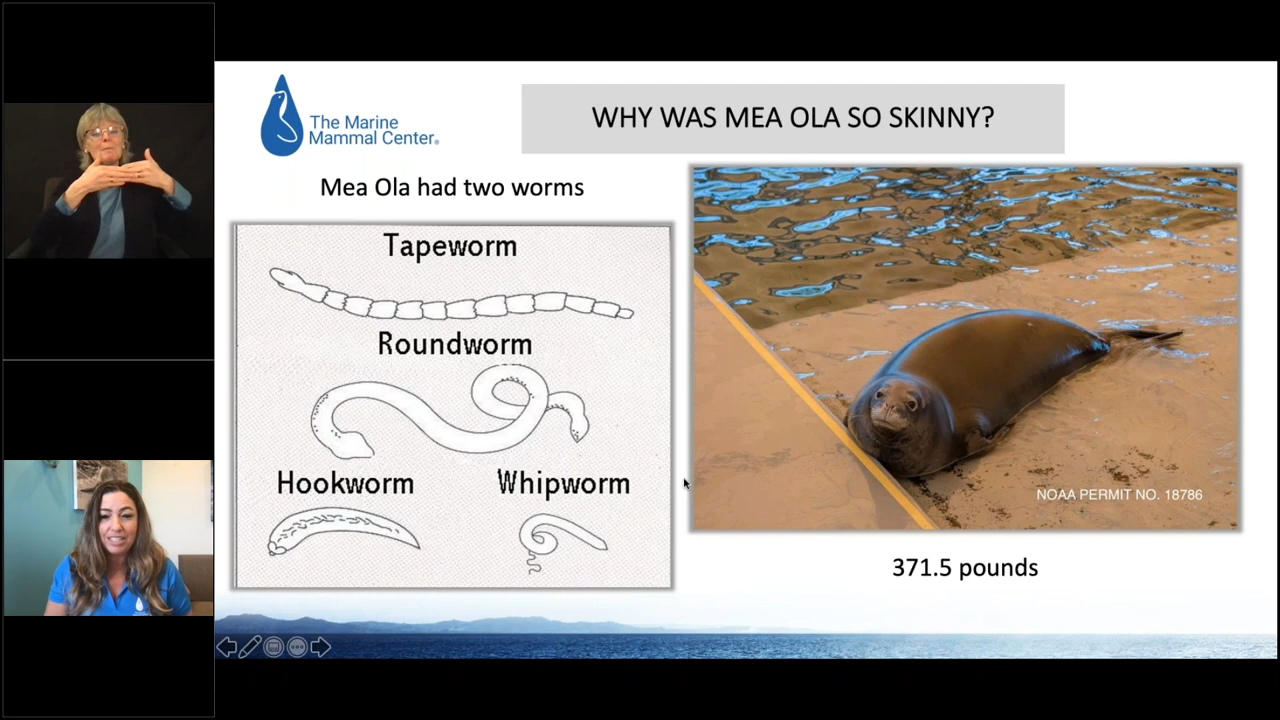 The Marine
Mammal Center®
WHY WAS MEA OLA SO SKINNY?
Mea Ola had two worms
Tapeworm
Roundworm
Hookworm
Whipworm
NOAA PERMIT NO. 18786
371.5 pounds